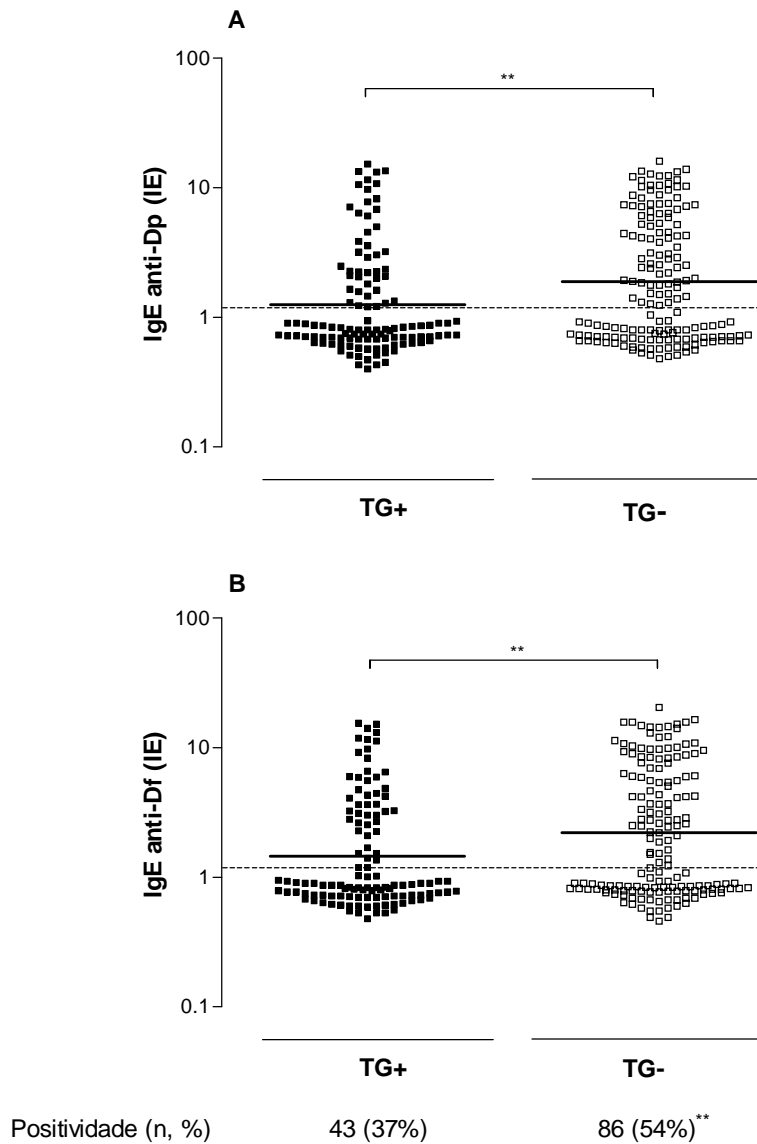 A
100
**
10
IgE anti-Dp (IE)
1
0.1
TG+ TG-
B
100
**
10
IgE anti-Df (IE)
1
0.1
TG+ TG-
Positividade (n, %) 43 (37%) 86 (54%)**